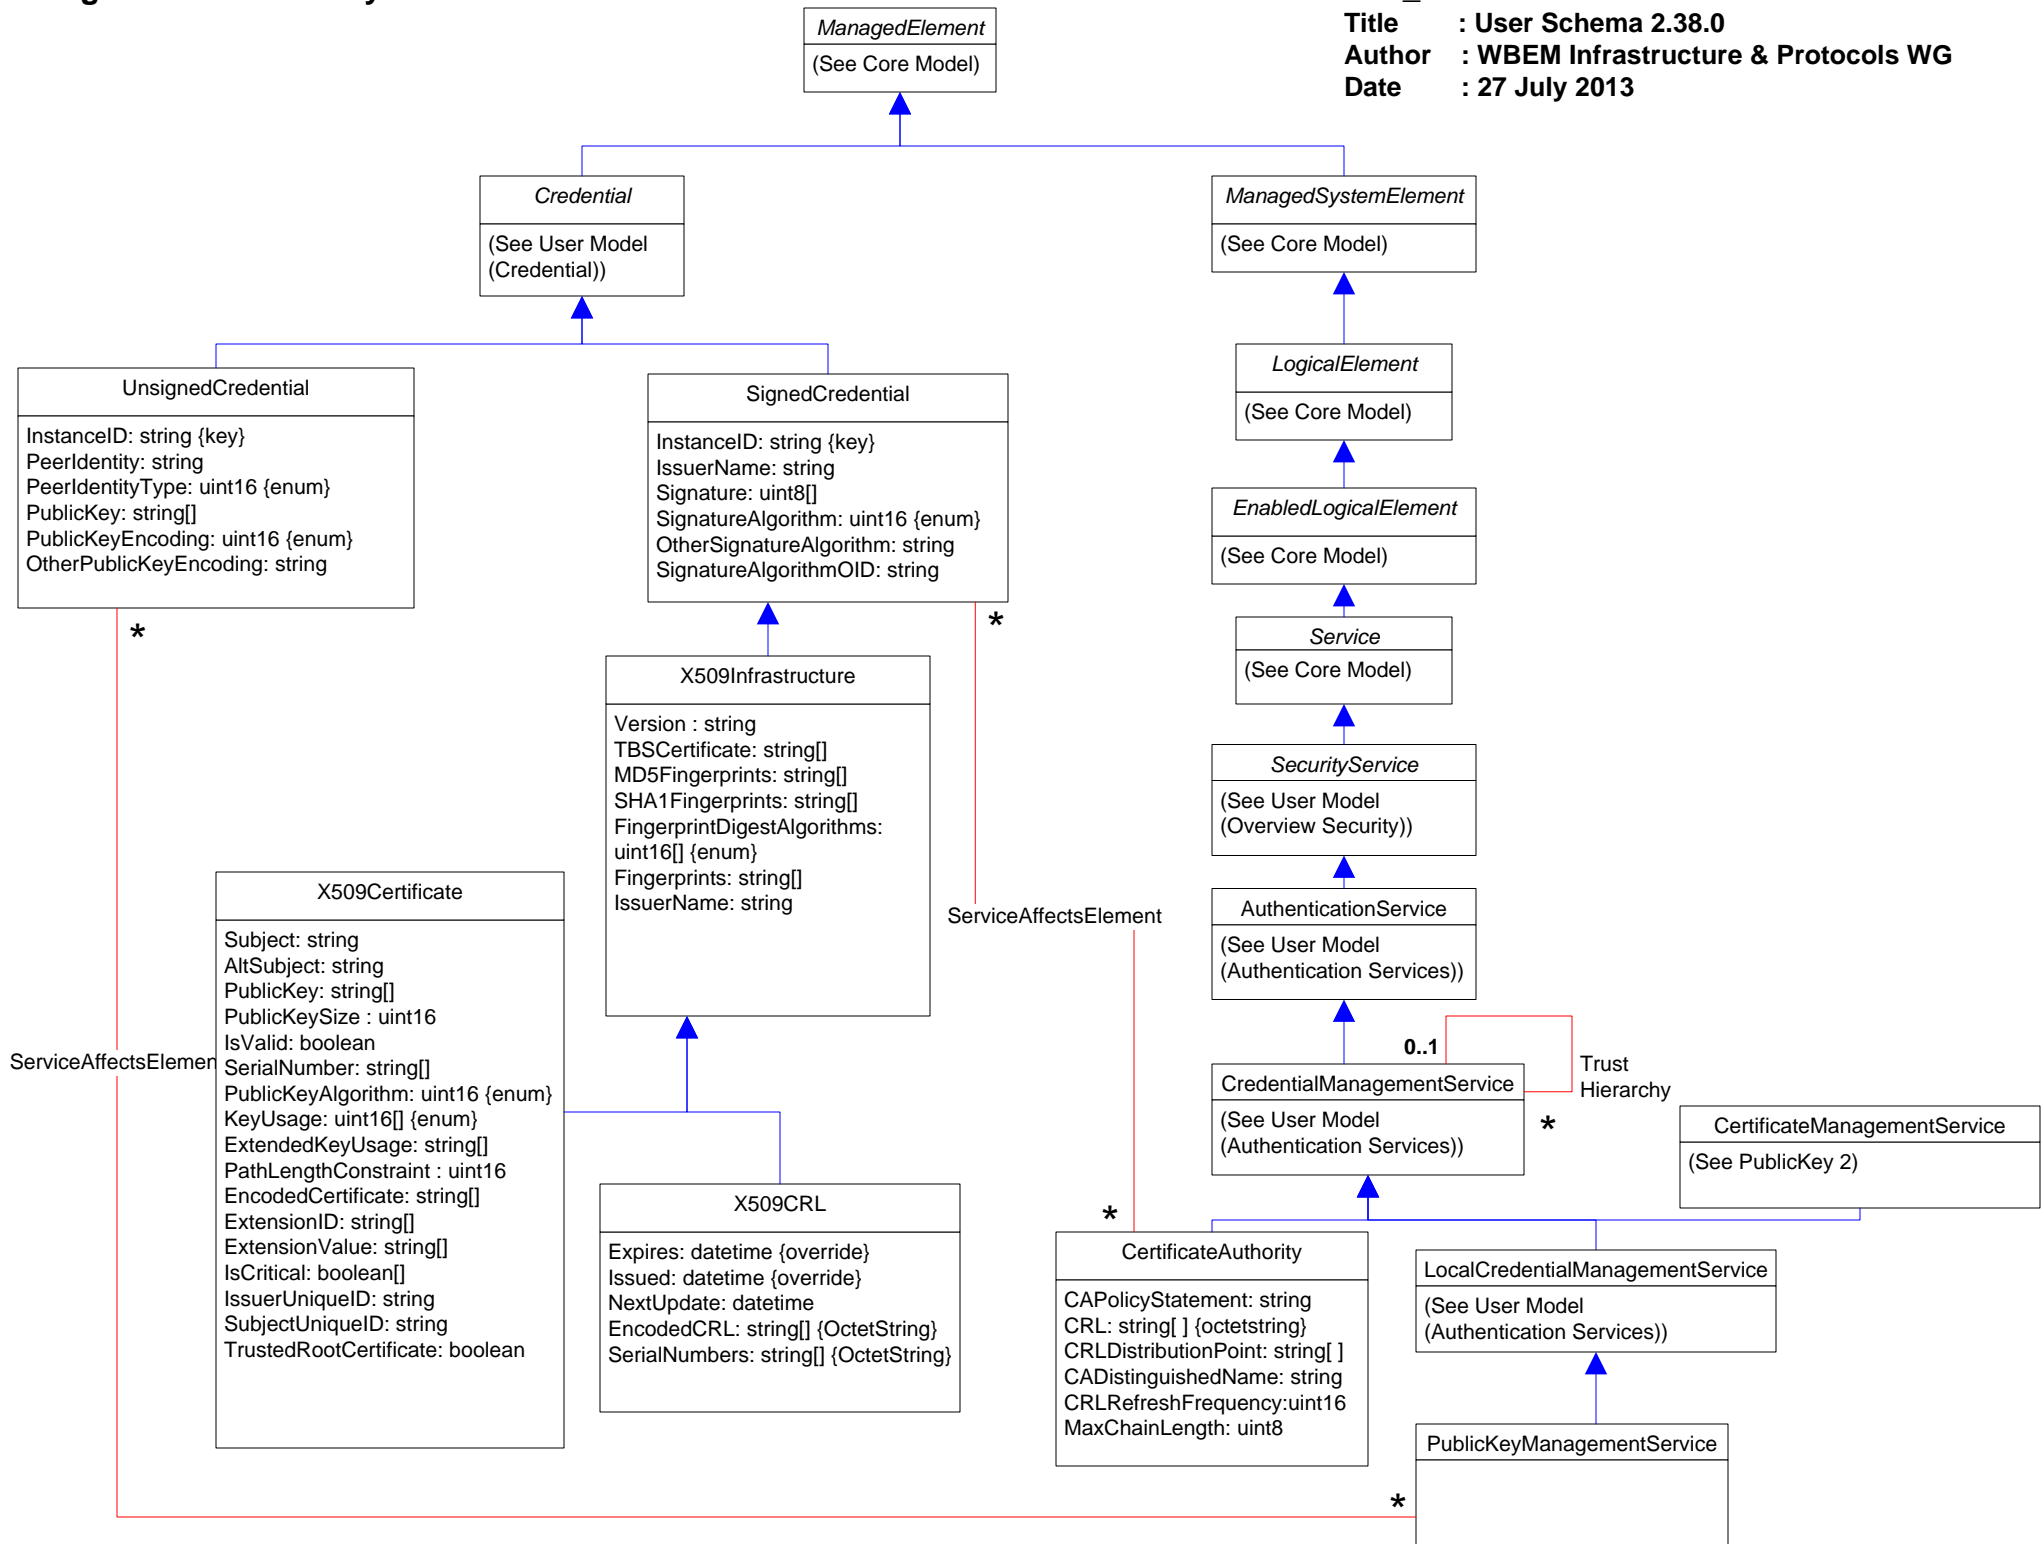 Title : User Schema 2.38.0
Author : WBEM Infrastructure & Protocols WG
Date : 27 July 2013
ManagedElement
(See Core Model)
Credential
(See User Model
(Credential))
ManagedSystemElement
(See Core Model)
LogicalElement
(See Core Model)
UnsignedCredential
InstanceID: string {key}
PeerIdentity: string
PeerIdentityType: uint16 {enum}
PublicKey: string[]
PublicKeyEncoding: uint16 {enum}
OtherPublicKeyEncoding: string
*
SignedCredential
InstanceID: string {key}
IssuerName: string
Signature: uint8[]
SignatureAlgorithm: uint16 {enum}
OtherSignatureAlgorithm: string
SignatureAlgorithmOID: string
*
EnabledLogicalElement
(See Core Model)
Service
(See Core Model)
X509Infrastructure
Version : string
TBSCertificate: string[]
MD5Fingerprints: string[]
SHA1Fingerprints: string[]
FingerprintDigestAlgorithms:
uint16[] {enum}
Fingerprints: string[]
IssuerName: string
SecurityService
(See User Model
(Overview Security))
ServiceAffectsElement
AuthenticationService
(See User Model
(Authentication Services))
X509Certificate
Subject: string
AltSubject: string
PublicKey: string[]
PublicKeySize : uint16
IsValid: boolean
SerialNumber: string[]
PublicKeyAlgorithm: uint16 {enum}
KeyUsage: uint16[] {enum}
ExtendedKeyUsage: string[]
PathLengthConstraint : uint16
EncodedCertificate: string[]
ExtensionID: string[]
ExtensionValue: string[]
IsCritical: boolean[]
IssuerUniqueID: string
SubjectUniqueID: string
TrustedRootCertificate: boolean
ServiceAffectsElemen
0..1
Trust
Hierarchy
CredentialManagementService
(See User Model
(Authentication Services))
*
CertificateManagementService
(See PublicKey 2)
X509CRL
Expires: datetime {override}
Issued: datetime {override}
NextUpdate: datetime
EncodedCRL: string[] {OctetString}
SerialNumbers: string[] {OctetString}
*
CertificateAuthority
CAPolicyStatement: string
CRL: string[ ] {octetstring}
CRLDistributionPoint: string[ ]
CADistinguishedName: string
CRLRefreshFrequency:uint16
MaxChainLength: uint8
LocalCredentialManagementService
(See User Model
(Authentication Services))
PublicKeyManagementService
*